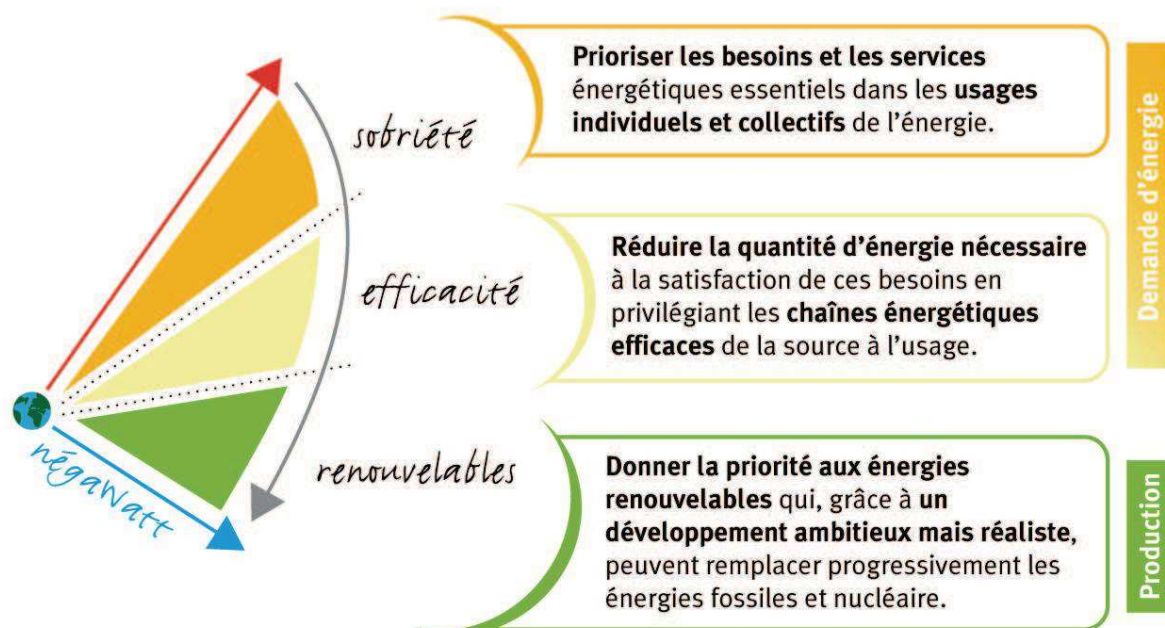 sobriété
Prioriser les besoins et les services
énergétiques essentiels dans les usages
individuels et collectifs de l'énergie.
efficacité
Réduire la quantité d'énergie nécessaire
à la satisfaction de ces besoins en
privilégiant les chaînes énergétiques
efficaces de la source à l'usage.
Demande d'énergie
négaWatt
renouvelables
Donner la priorité aux énergies
renouvelables qui, grâce à un
développement ambitieux mais réaliste,
peuvent remplacer progressivement les
énergies fossiles et nucléaire.
Production